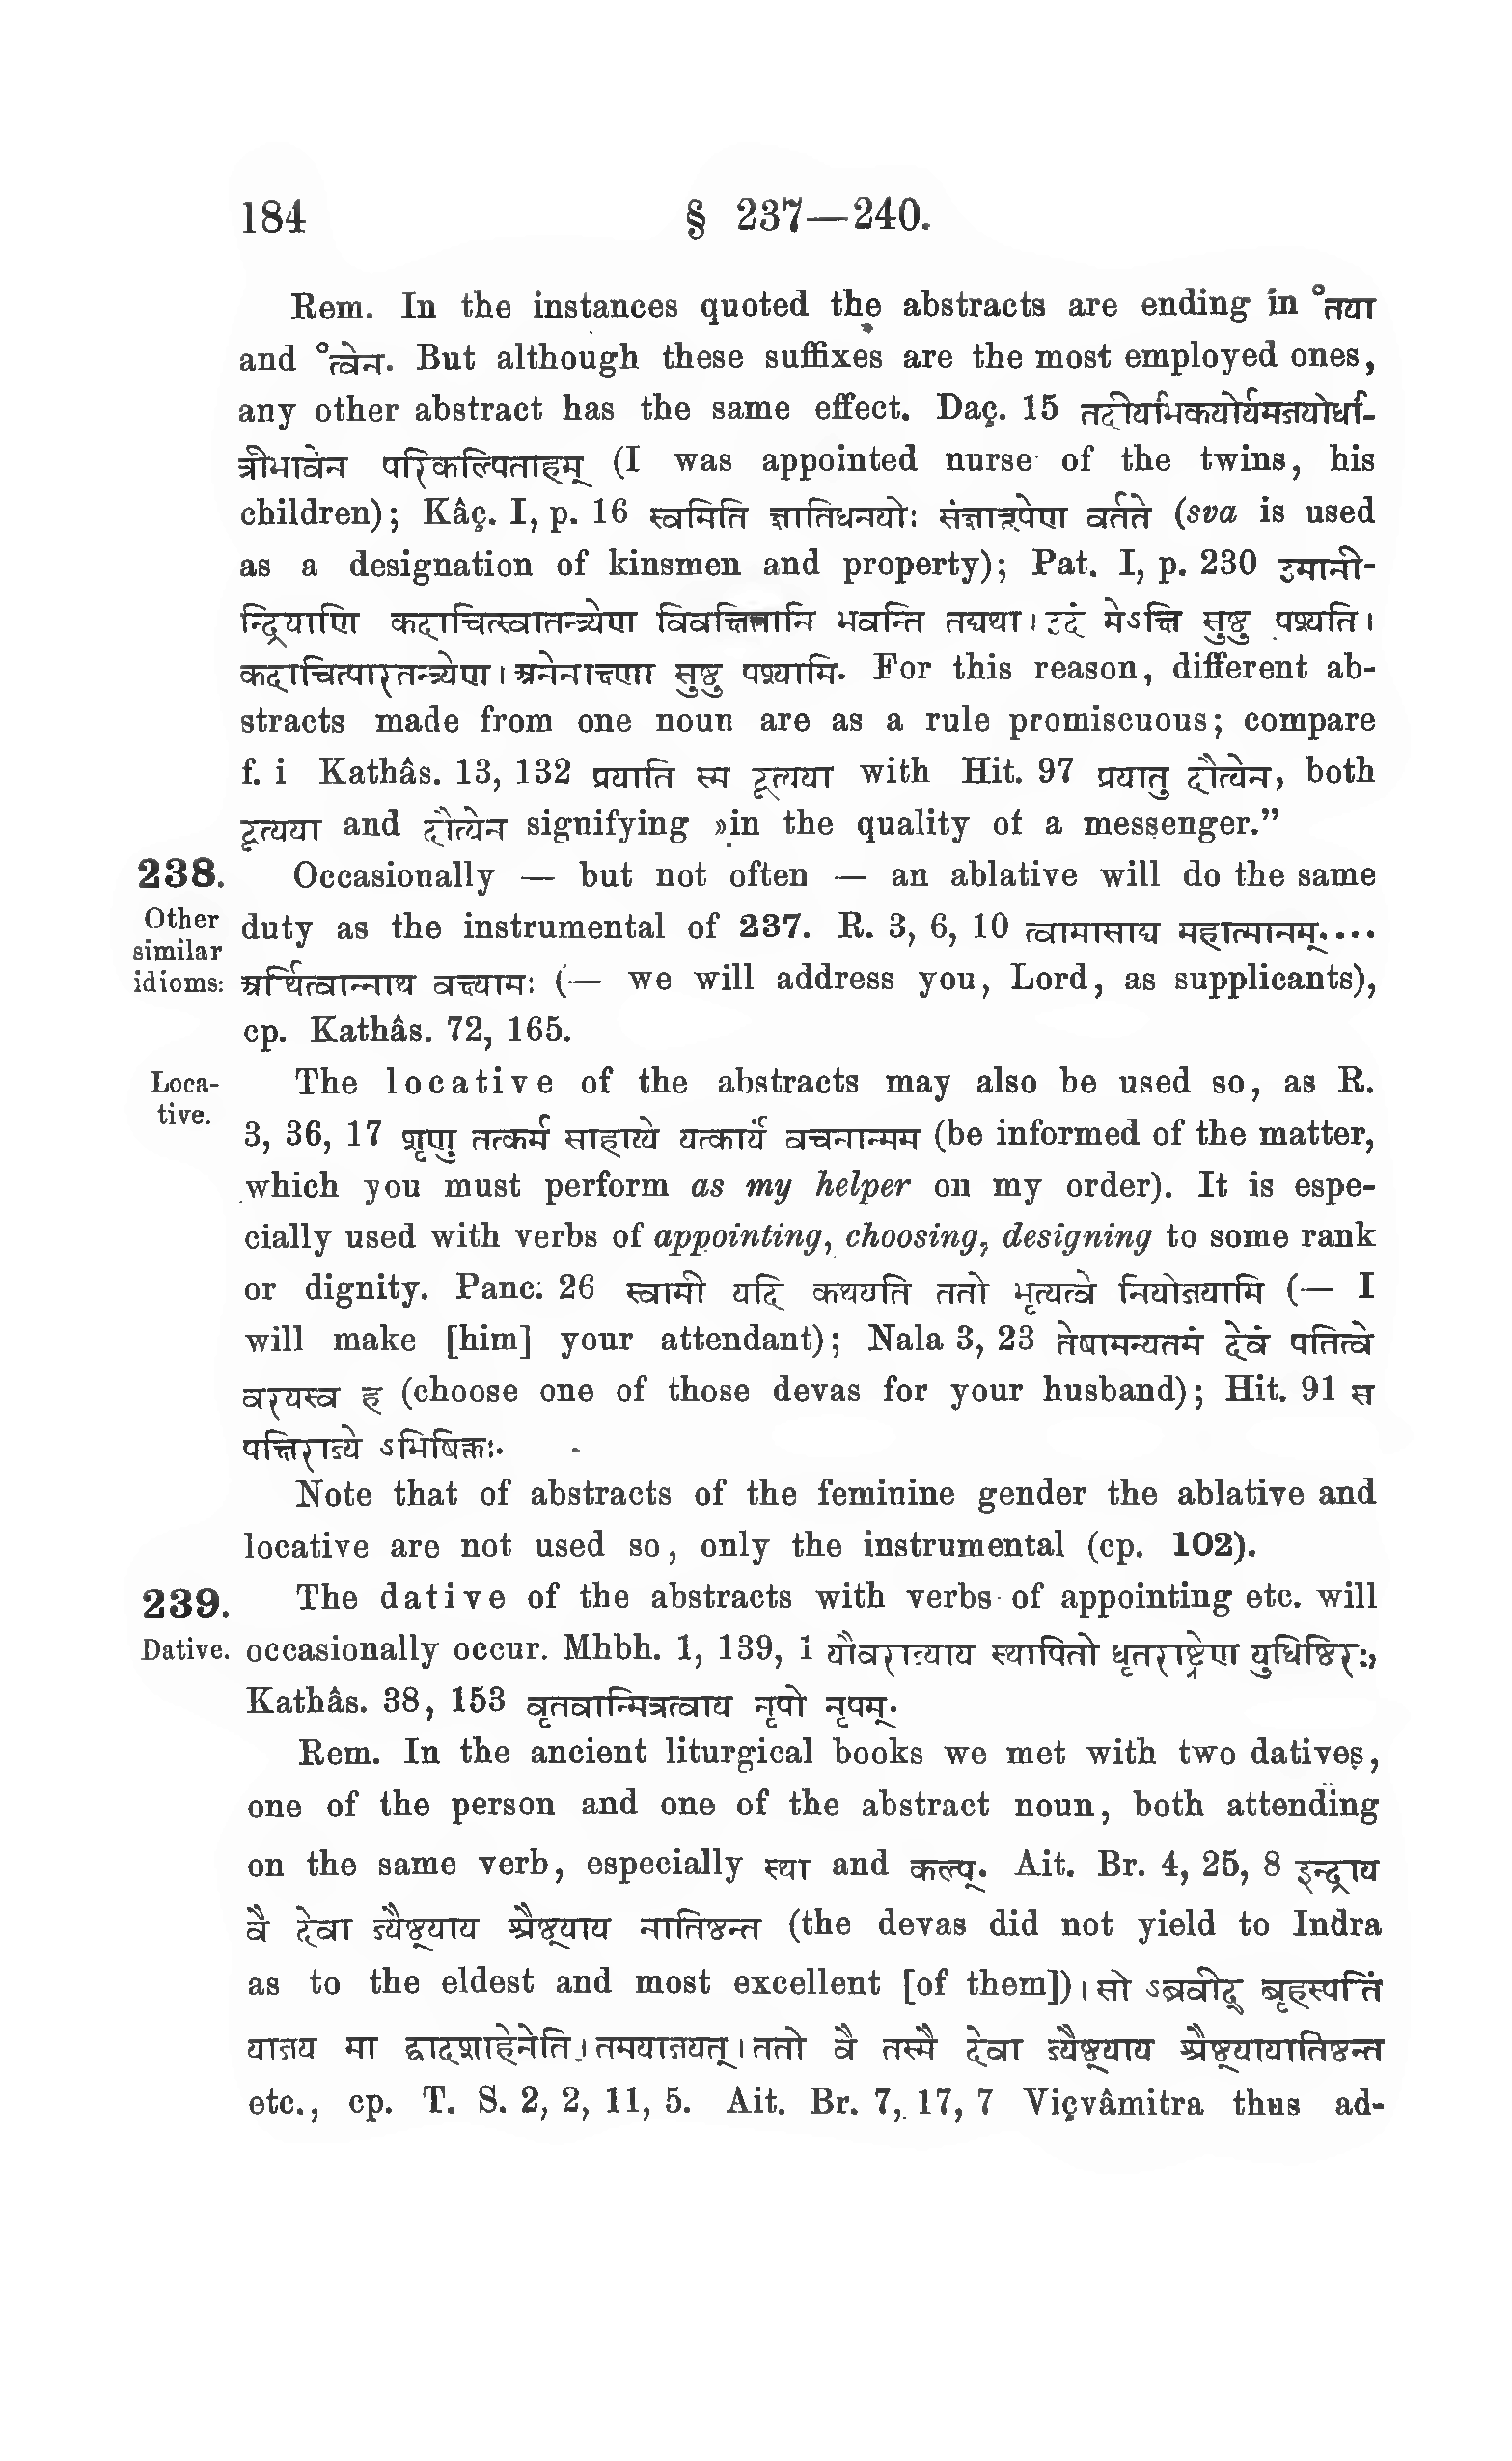 184 § 237—240.
Rem. In the instances quoted the abstracts are ending in °तया
and °त्वेन. But although these suffixes are the most employed ones,
any other abstract has the same effect. Daç. 15 तदीयार्भकयोर्यमजयोर्धा-
त्रीभावेन परिकल्पिताहम् (I was appointed nurse of the twins, his
children); Kâç. I, p. 16 स्वमिति ज्ञातिधनयोः संज्ञारूपेण वर्तते (sva is used
as a designation of kinsmen and property); Pat. I, p. 230 इमानी-
न्द्रियाणि कदाचित्स्वातन्त्र्येण विवक्षितानि भवन्ति तद्यथा । इदं मेऽक्षि सुष्ठु पश्यति ।
कदाचित्पारतन्त्र्येण । अनेनाक्ष्णा सुष्ठु पश्यामि. For this reason, different ab-
stracts made from one noun are as a rule promiscuous; compare
f. i Kathâs. 13, 132 प्रयाति स्म दूत्यया with Hit. 97 प्रयातु दौत्येन, both
दूत्यया and दौत्येन signifying »in the quality of a messenger.”
238. Occasionally — but not often — an ablative will do the same
Other similar idioms: duty as the instrumental of 237. R. 3, 6, 10 त्वामासाद्य महात्मानम्....
अर्थित्वान्नाथ वक्ष्यामः (— we will address you, Lord, as supplicants),
cp. Kathâs. 72, 165.
Loca-tive. The locative of the abstracts may also be used so, as R.
3, 36, 17 शृणु तत्कर्म साहाय्ये यत्कार्यं वचनान्मम (be informed of the matter,
which you must perform as my helper on my order). It is espe-
cially used with verbs of appointing, choosing, designing to some rank
or dignity. Panc. 26 स्वामी यदि कथयति ततो भृत्यत्वे नियोजयामि (— I
will make [him] your attendant); Nala 3, 23 तेषामन्यतमं देवं पतित्वे
वरयस्व ह (choose one of those devas for your husband); Hit. 91 स
पक्षिराज्ये ऽभिषिक्तः.
Note that of abstracts of the feminine gender the ablative and
locative are not used so, only the instrumental (cp. 102).
239. The dative of the abstracts with verbs of appointing etc. will
Dative. occasionally occur. Mhbh. 1, 139, 1 यौवराज्याय स्थापितो धृतराष्ट्रेण युधिष्ठिरः,
Kathâs. 38, 153 वृतवान्मित्रत्वाय नृपो नृपम्.
Rem. In the ancient liturgical books we met with two datives,
one of the person and one of the abstract noun, both attending
on the same verb, especially स्था and कल्प्. Ait. Br. 4, 25, 8 इन्द्राय
वै देवा ज्यैष्ठ्याय श्रैष्ठ्याय नातिष्ठन्त (the devas did not yield to Indra
as to the eldest and most excellent [of them]) । सो ऽब्रवीद् बृहस्पतिं
याजय मा द्वादशाहेनेति । तमयाजयत् । ततो वै तस्मै देवा ज्यैष्ठ्याय श्रैष्ठ्यायातिष्ठन्त
etc., cp. T. S. 2, 2, 11, 5. Ait. Br. 7, 17, 7 Viçvâmitra thus ad-